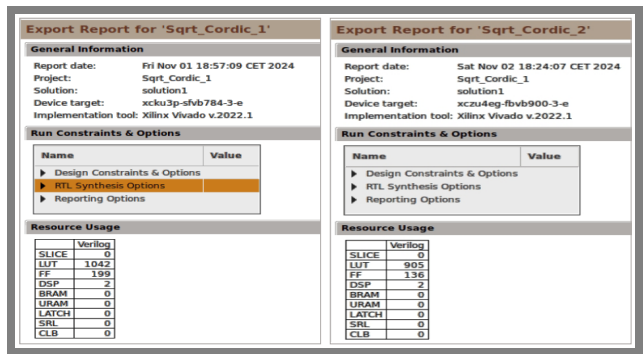 Export Report for 'Sqrt_Cordic_1'
General Information
Report date: Fri Nov 01 18:57:09 CET 2024
Project: Sqrt_Cordic_1
Solution: solution1
Device target: xcku3p-sfvb784-3-e
Implementation tool: Xilinx Vivado v.2022.1
Run Constraints & Options
Name Value
Design Constraints & Options
RTL Synthesis Options
Reporting Options
Resource Usage
Verilog
SLICE 0
LUT 1042
FF 199
DSP 2
BRAM 0
URAM 0
LATCH 0
SRL 0
CLB 0
Export Report for 'Sqrt_Cordic_2'
General Information
Report date: Sat Nov 02 18:24:07 CET 2024
Project: Sqrt_Cordic_1
Solution: solution1
Device target: xczu4eg-fbvb900-3-e
Implementation tool: Xilinx Vivado v.2022.1
Run Constraints & Options
Name Value
Design Constraints & Options
RTL Synthesis Options
Reporting Options
Resource Usage
Verilog
SLICE 0
LUT 905
FF 136
DSP 2
BRAM 0
URAM 0
LATCH 0
SRL 0
CLB 0